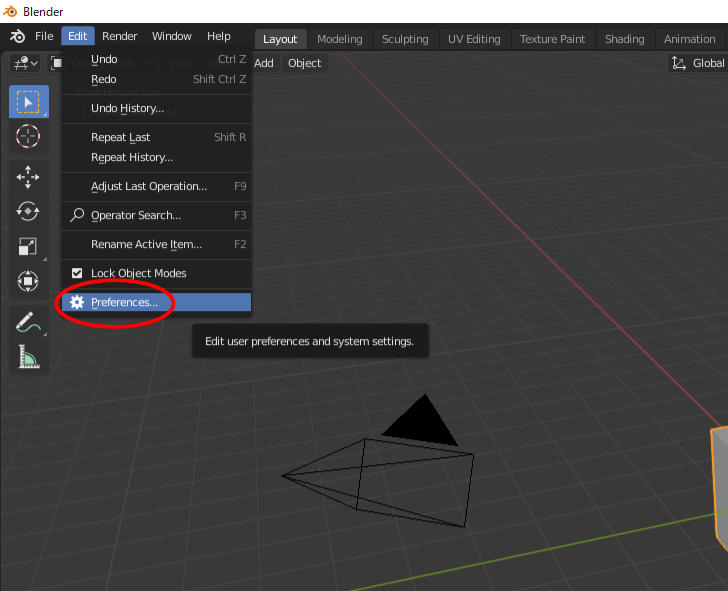 Blender
File Edit Render Window Help Layout Modeling Sculpting UV Editing Texture Paint Shading Animation
Add Object Global
Undo Ctrl Z
Redo Shift Ctrl Z
Undo History...
Repeat Last Shift R
Repeat History...
Adjust Last Operation... F9
Operator Search... F3
Rename Active Item... F2
Lock Object Modes
Preferences...
Edit user preferences and system settings.